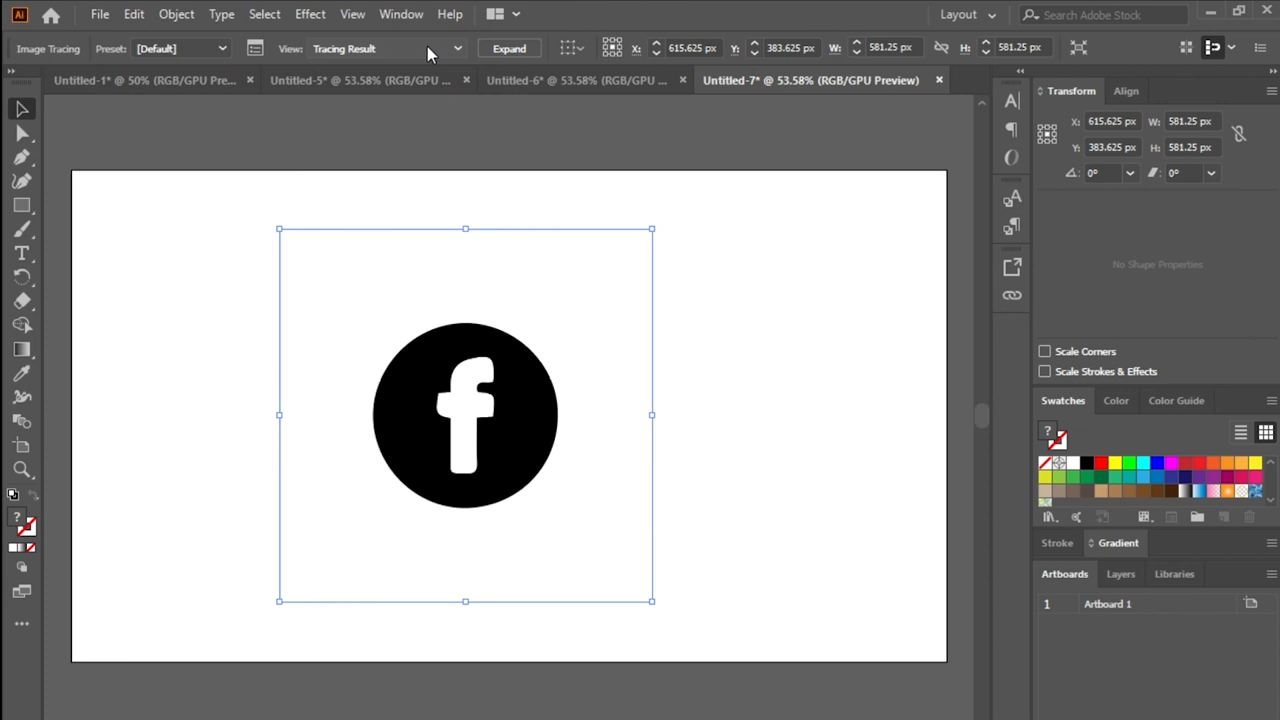 Ai File Edit Object Type Select Effect View Window Help Layout Search Adobe Stock
Image Tracing Preset: [Default] View: Tracing Result Expand X: 615.625 px Y: 383.625 px W: 581.25 px H: 581.25 px
Untitled-1* @ 50% (RGB/GPU Pre... Untitled-5* @ 53.58% (RGB/GPU ... Untitled-6* @ 53.58% (RGB/GPU ... Untitled-7* @ 53.58% (RGB/GPU Preview)
Transform Align
X: 615.625 px W: 581.25 px
Y: 383.625 px H: 581.25 px
0° 0°
No Shape Properties
f
Scale Corners
Scale Strokes & Effects
Swatches Color Color Guide
Stroke Gradient
Artboards Layers Libraries
1 Artboard 1